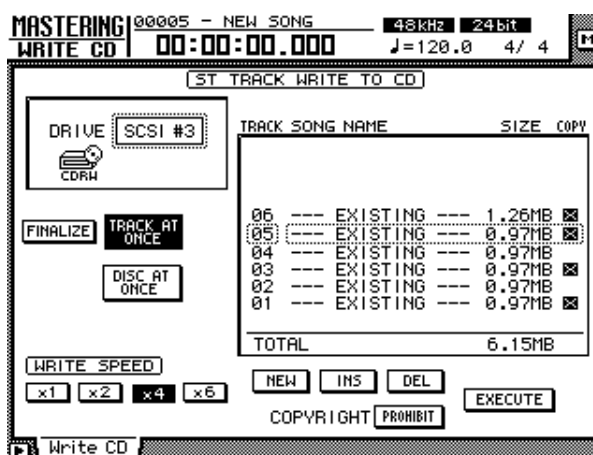 MASTERING 00005 - NEW SONG 48kHz 24bit
WRITE CD 00:00:00.000 ♩=120.0 4/ 4 M
ST TRACK WRITE TO CD
DRIVE SCSI #3
CDRW
TRACK SONG NAME SIZE COPY
06 --- EXISTING --- 1.26MB
05 --- EXISTING --- 0.97MB
04 --- EXISTING --- 0.97MB
03 --- EXISTING --- 0.97MB
02 --- EXISTING --- 0.97MB
01 --- EXISTING --- 0.97MB
TOTAL 6.15MB
FINALIZE TRACK AT ONCE
DISC AT ONCE
WRITE SPEED
x1 x2 x4 x6
NEW INS DEL
EXECUTE
COPYRIGHT PROHIBIT
Write CD